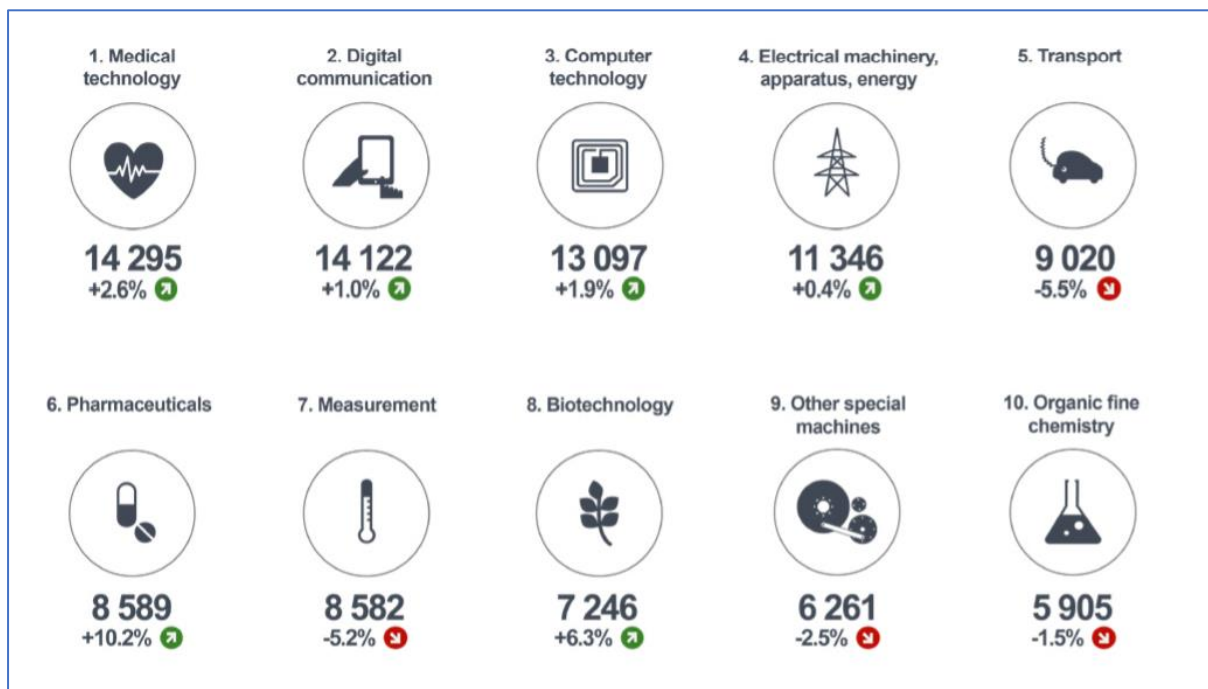 1. Medical
technology
14 295
+2.6%
2. Digital
communication
14 122
+1.0%
3. Computer
technology
13 097
+1.9%
4. Electrical machinery,
apparatus, energy
11 346
+0.4%
5. Transport
9 020
-5.5%
6. Pharmaceuticals
8 589
+10.2%
7. Measurement
8 582
-5.2%
8. Biotechnology
7 246
+6.3%
9. Other special
machines
6 261
-2.5%
10. Organic fine
chemistry
5 905
-1.5%